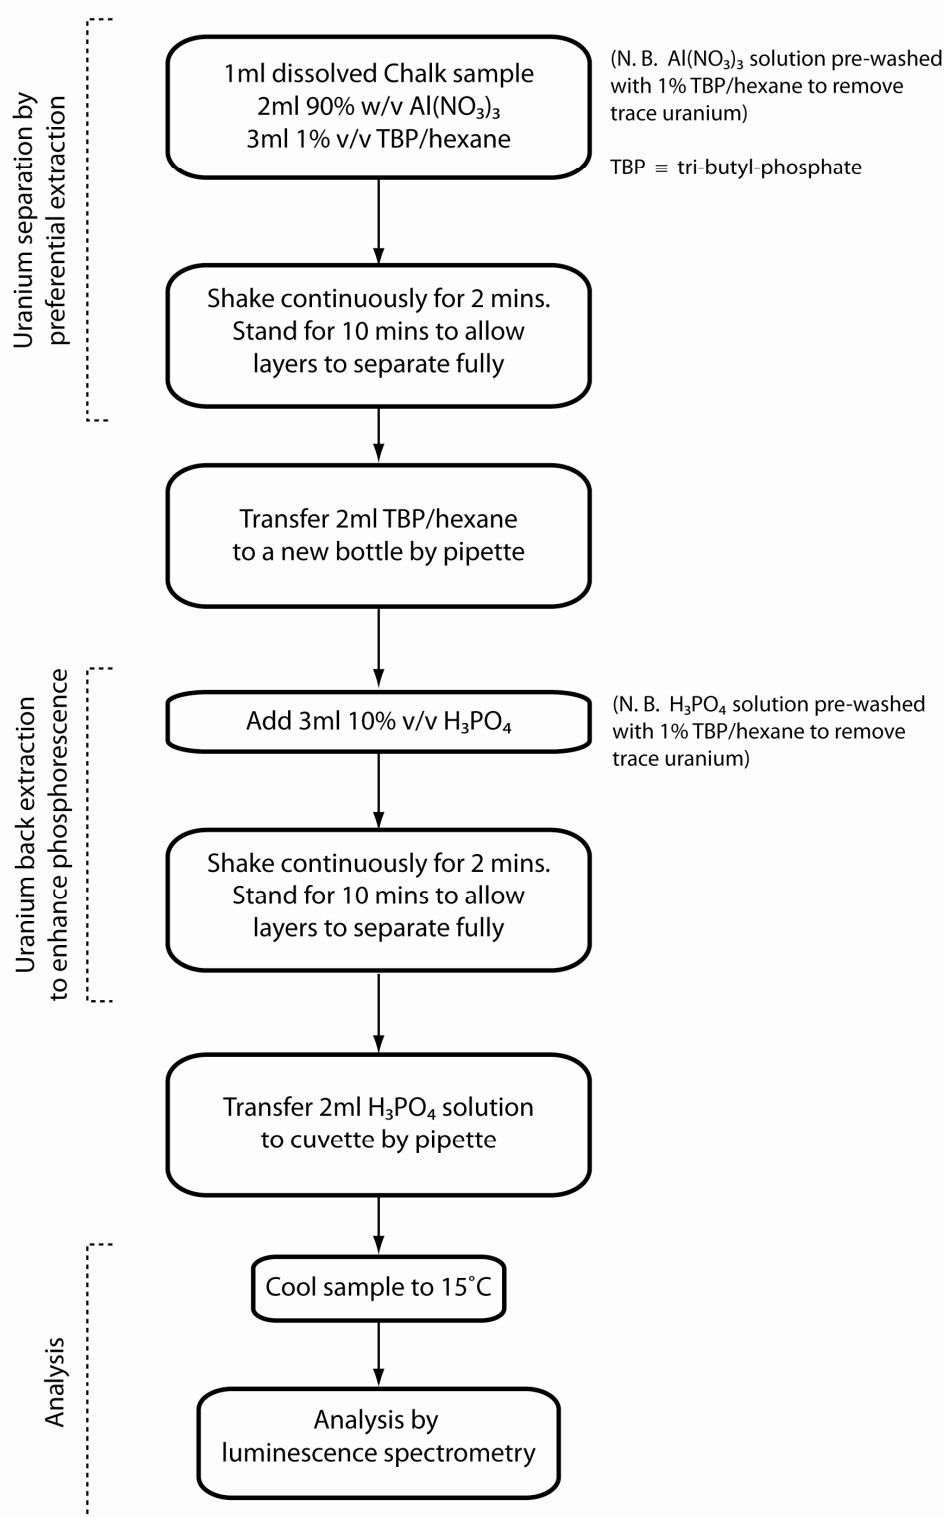 Uranium separation by
preferential extraction
1ml dissolved Chalk sample
2ml 90% w/v Al(NO₃)₃
3ml 1% v/v TBP/hexane
(N. B. Al(NO₃)₃ solution pre-washed
with 1% TBP/hexane to remove
trace uranium)
TBP ≡ tri-butyl-phosphate
Shake continuously for 2 mins.
Stand for 10 mins to allow
layers to separate fully
Transfer 2ml TBP/hexane
to a new bottle by pipette
Uranium back extraction
to enhance phosphorescence
Add 3ml 10% v/v H₃PO₄
(N. B. H₃PO₄ solution pre-washed
with 1% TBP/hexane to remove
trace uranium)
Shake continuously for 2 mins.
Stand for 10 mins to allow
layers to separate fully
Transfer 2ml H₃PO₄ solution
to cuvette by pipette
Analysis
Cool sample to 15˚C
Analysis by
luminescence spectrometry